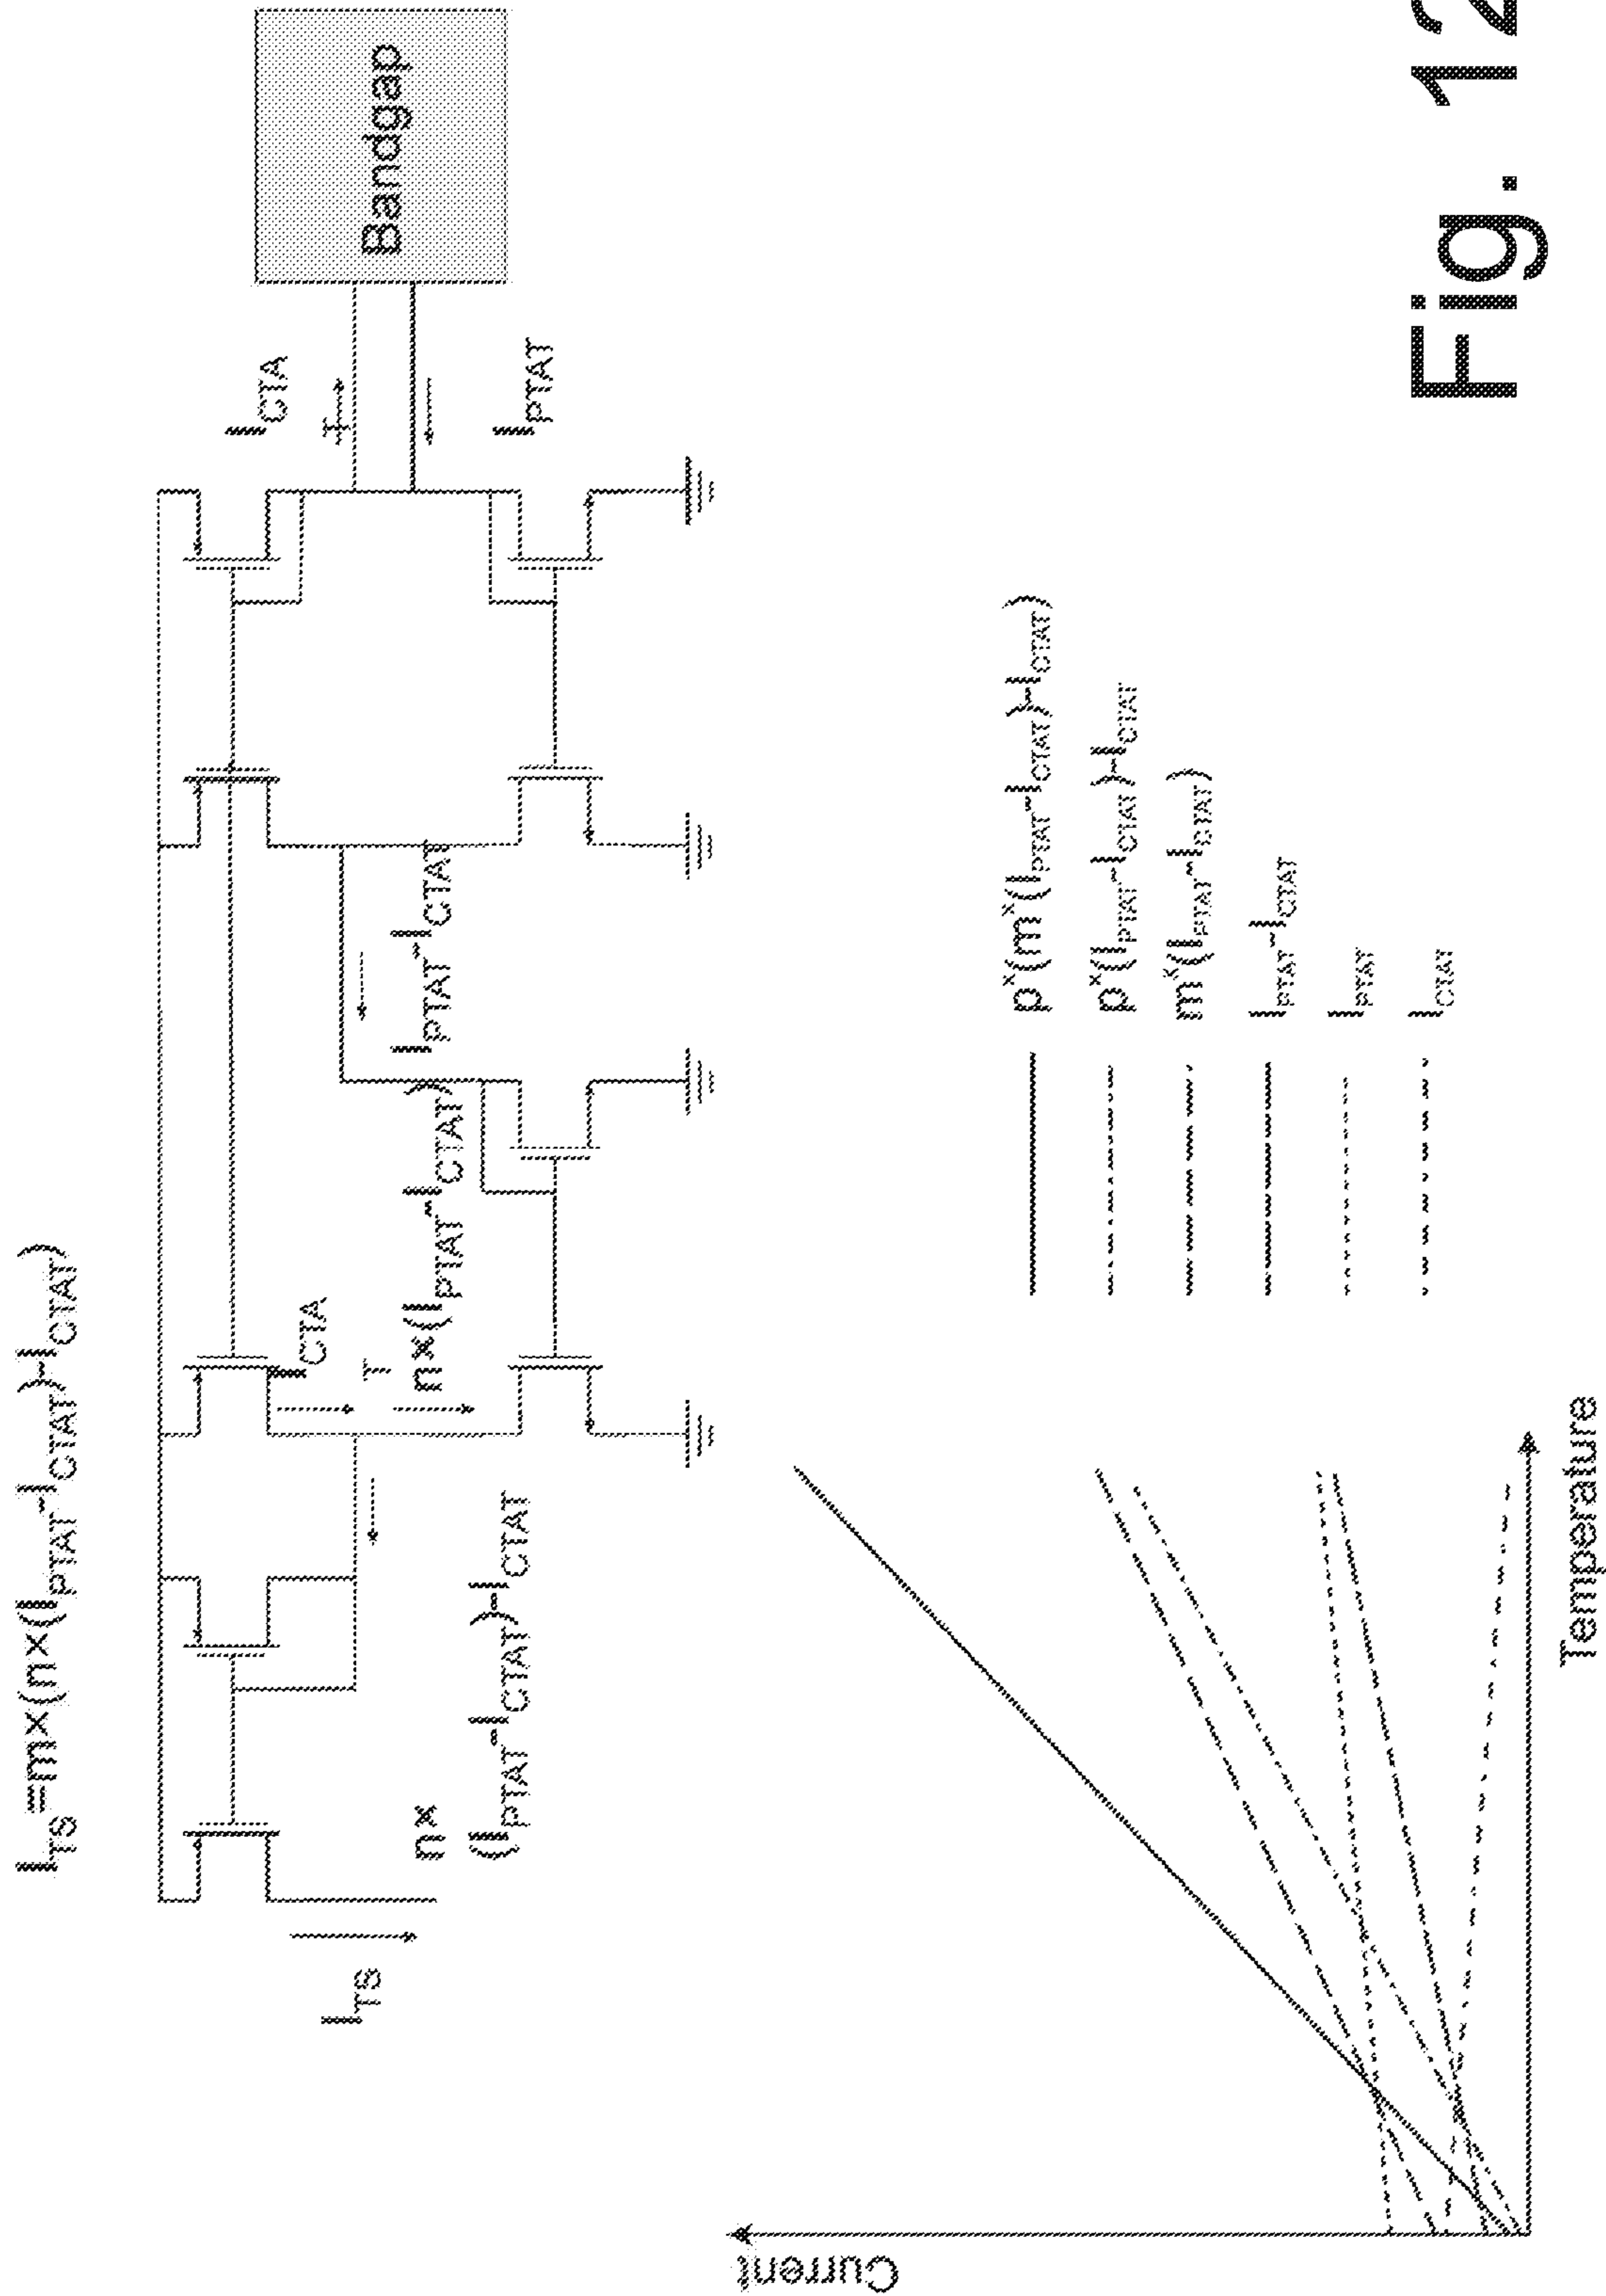 I_TS=m×(n×(I_PTAT-I_CTAT)-I_CTAT)
I_TS
n×
(I_PTAT-I_CTAT)-I_CTAT
I_CTA
T
n×(I_PTAT-I_CTAT)
I_PTAT-I_CTAT
I_CTA
T
I_PTAT
Bandgap
Current
Temperature
p*(m*(I_PTAT-I_CTAT)-I_CTAT)
p*(I_PTAT-I_CTAT)-I_CTAT
m*(I_PTAT-I_CTAT)
I_PTAT-I_CTAT
I_PTAT
I_CTAT
Fig. 12